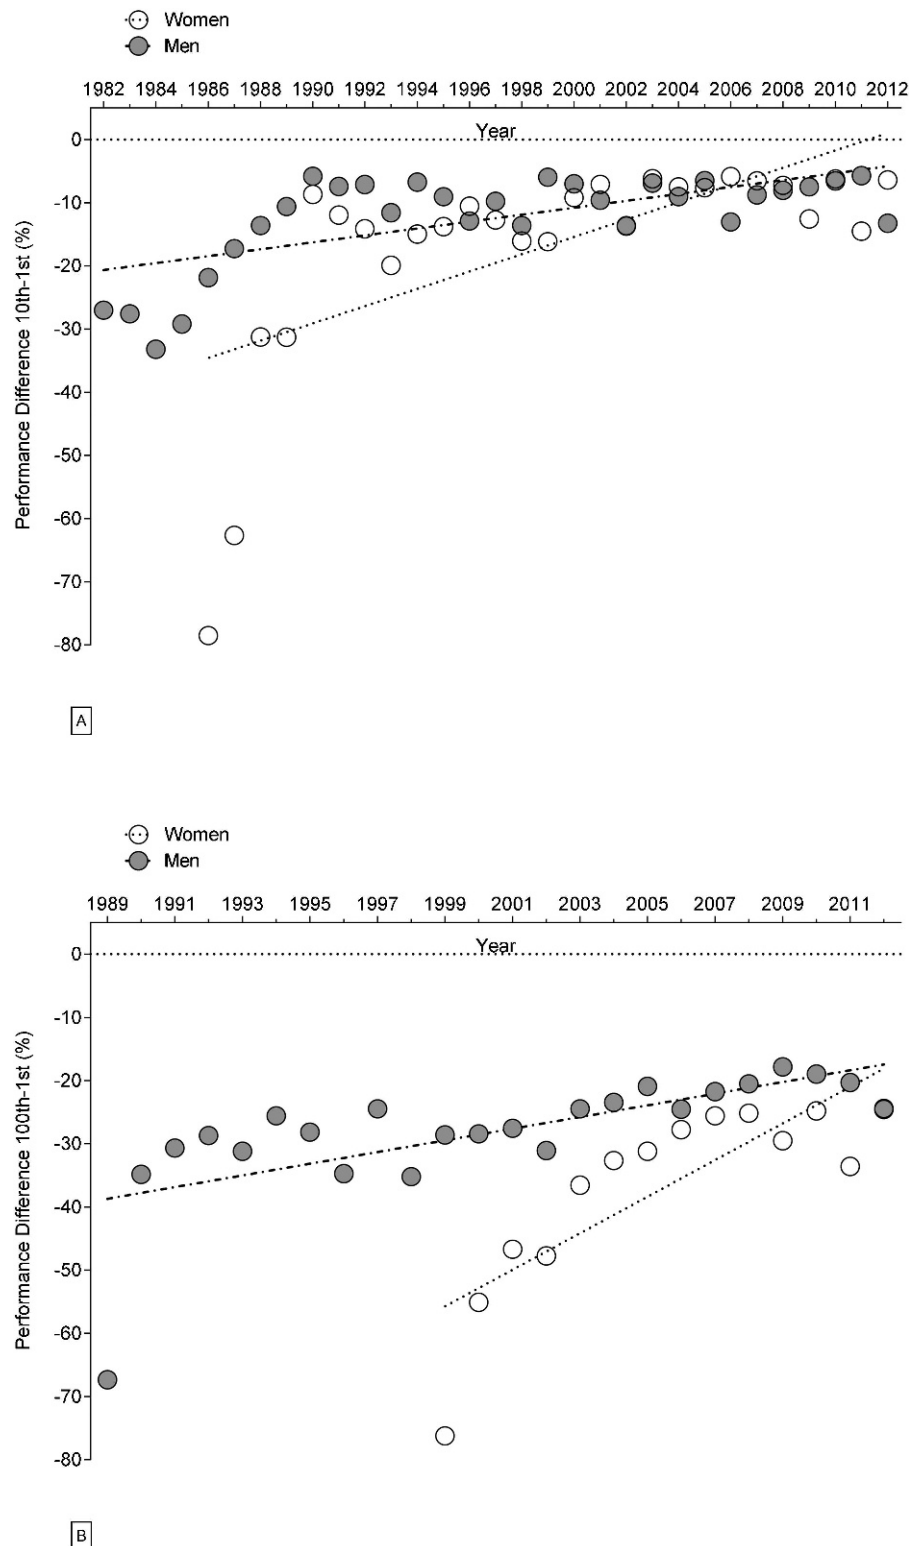 Women
Men
1982 1984 1986 1988 1990 1992 1994 1996 1998 2000 2002 2004 2006 2008 2010 2012
Year
0
-10
-20
-30
-40
-50
-60
-70
-80
Performance Difference 10th-1st (%)
A
Women
Men
1989 1991 1993 1995 1997 1999 2001 2003 2005 2007 2009 2011
Year
0
-10
-20
-30
-40
-50
-60
-70
-80
Performance Difference 100th-1st (%)
B